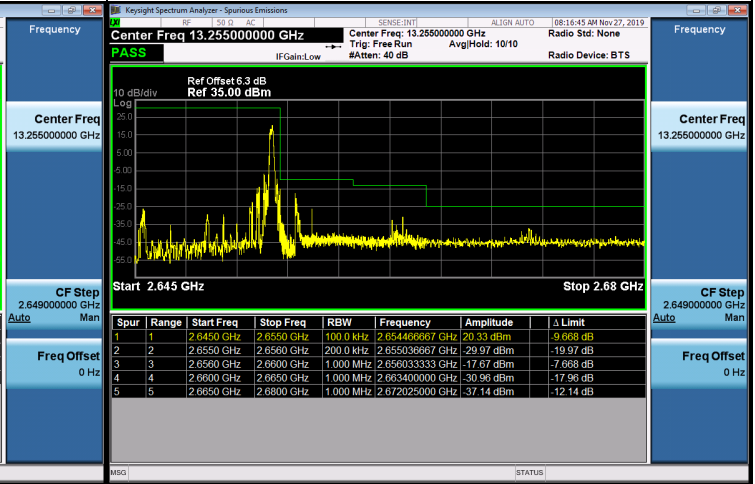 Frequency
Center Freq
13.255000000 GHz
CF Step
2.649000000 GHz
Auto Man
Freq Offset
0 Hz
Keysight Spectrum Analyzer - Spurious Emissions
RF 50 Ω AC SENSE:INT ALIGN AUTO 08:16:45 AM Nov 27, 2019
Center Freq 13.255000000 GHz
PASS
IFGain:Low
Center Freq: 13.255000000 GHz
Trig: Free Run Avg|Hold: 10/10
#Atten: 40 dB
Radio Std: None
Radio Device: BTS
Ref Offset 6.3 dB
10 dB/div Ref 35.00 dBm
Log
25.0
15.0
5.00
-5.00
-15.0
-25.0
-35.0
-45.0
-55.0
Start 2.645 GHz Stop 2.68 GHz
Spur Range Start Freq Stop Freq RBW Frequency Amplitude Δ Limit
1 1 2.6450 GHz 2.6550 GHz 100.0 kHz 2.654466667 GHz 20.33 dBm -9.668 dB
2 2 2.6550 GHz 2.6560 GHz 200.0 kHz 2.655036667 GHz -29.97 dBm -19.97 dB
3 3 2.6560 GHz 2.6600 GHz 1.000 MHz 2.656033333 GHz -17.67 dBm -7.668 dB
4 4 2.6600 GHz 2.6650 GHz 1.000 MHz 2.663400000 GHz -30.96 dBm -17.96 dB
5 5 2.6650 GHz 2.6800 GHz 1.000 MHz 2.672025000 GHz -37.14 dBm -12.14 dB
MSG STATUS
Frequency
Center Freq
13.255000000 GHz
CF Step
2.649000000 GHz
Auto Man
Freq Offset
0 Hz